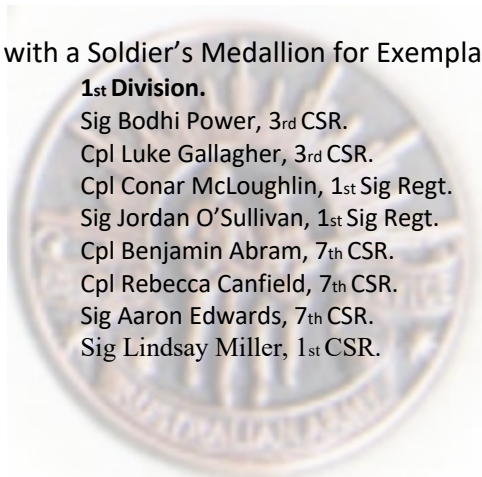 with a Soldier’s Medallion for Exempla
1st Division.
Sig Bodhi Power, 3rd CSR.
Cpl Luke Gallagher, 3rd CSR.
Cpl Conar McLoughlin, 1st Sig Regt.
Sig Jordan O’Sullivan, 1st Sig Regt.
Cpl Benjamin Abram, 7th CSR.
Cpl Rebecca Canfield, 7th CSR.
Sig Aaron Edwards, 7th CSR.
Sig Lindsay Miller, 1st CSR.
AUSTRALIAN ARMY